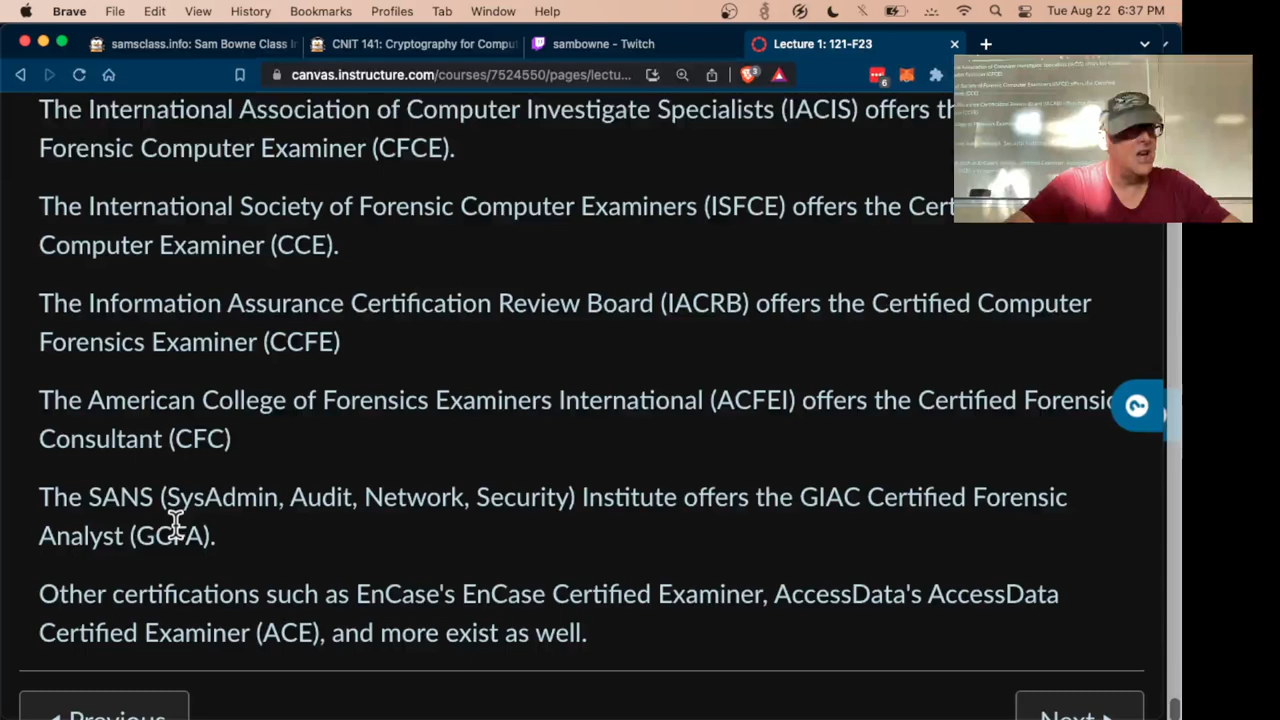 Brave File Edit View History Bookmarks Profiles Tab Window Help Tue Aug 22 6:37 PM
samsclass.info: Sam Bowne Class I CNIT 141: Cryptography for Comput sambowne - Twitch Lecture 1: 121-F23
canvas.instructure.com/courses/7524550/pages/lectu... 3 6
The International Association of Computer Investigate Specialists (IACIS) offers th
Forensic Computer Examiner (CFCE).
The International Society of Forensic Computer Examiners (ISFCE) offers the Cert
Computer Examiner (CCE).
The Information Assurance Certification Review Board (IACRB) offers the Certified Computer
Forensics Examiner (CCFE)
The American College of Forensics Examiners International (ACFEI) offers the Certified Forensic
Consultant (CFC)
The SANS (SysAdmin, Audit, Network, Security) Institute offers the GIAC Certified Forensic
Analyst (GCFA).
Other certifications such as EnCase's EnCase Certified Examiner, AccessData's AccessData
Certified Examiner (ACE), and more exist as well.
Previous Next